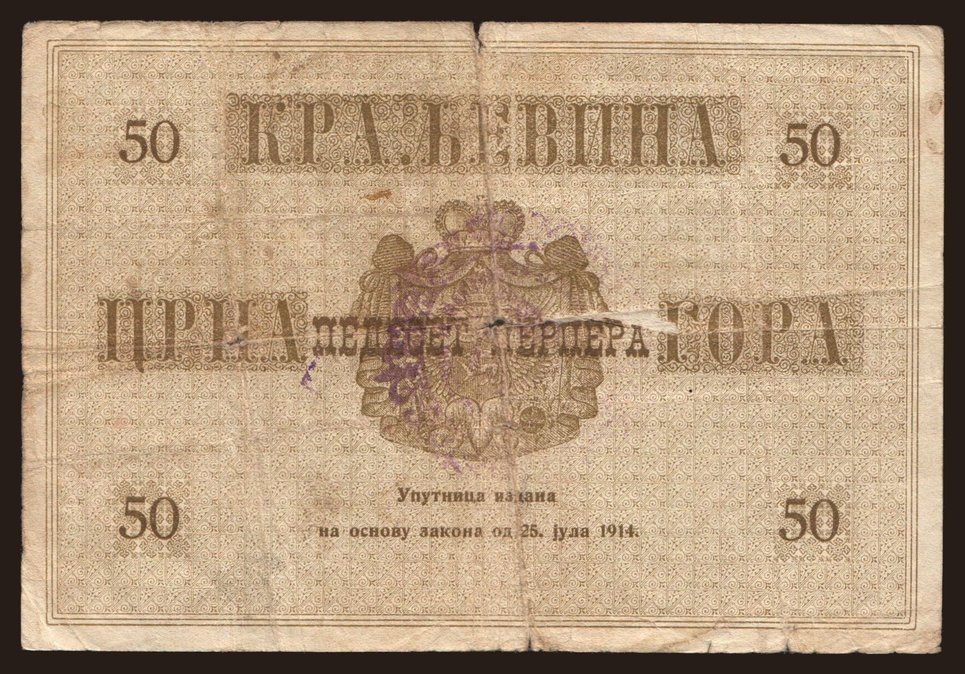 50 КРАЉЕВИНА 50
ЦРНА ПЕДЕСЕТ ПЕРПЕРА ГОРА
Упутница издана
50 на основу закона од 25. јула 1914. 50